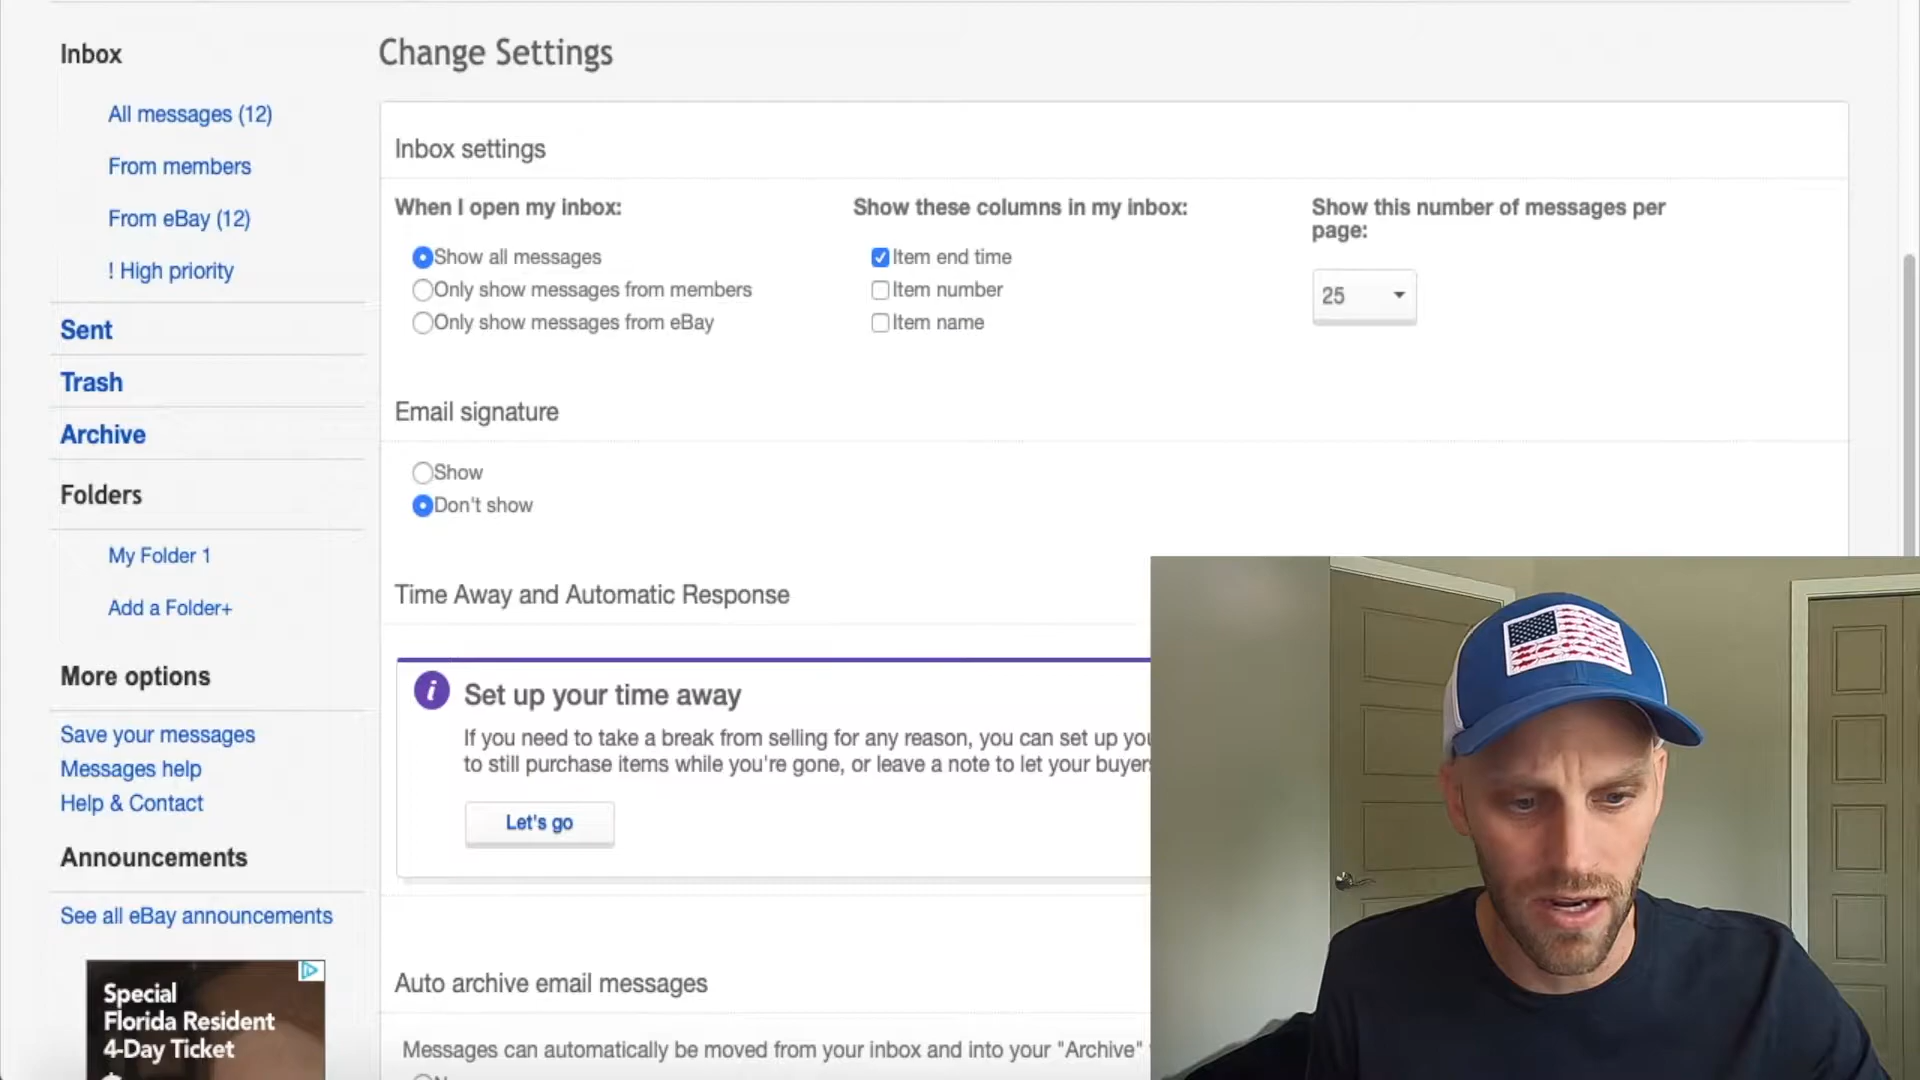 Inbox
All messages (12)
From members
From eBay (12)
! High priority
Sent
Trash
Archive
Folders
My Folder 1
Add a Folder+
More options
Save your messages
Messages help
Help & Contact
Announcements
See all eBay announcements
Special
Florida Resident
4-Day Ticket
Change Settings
Inbox settings
When I open my inbox:
Show all messages
Only show messages from members
Only show messages from eBay
Show these columns in my inbox:
Item end time
Item number
Item name
Show this number of messages per
page:
25
Email signature
Show
Don't show
Time Away and Automatic Response
Set up your time away
If you need to take a break from selling for any reason, you can set up
to still purchase items while you're gone, or leave a note to let your
Let's go
Auto archive email messages
Messages can automatically be moved from your inbox and into your "Archive"